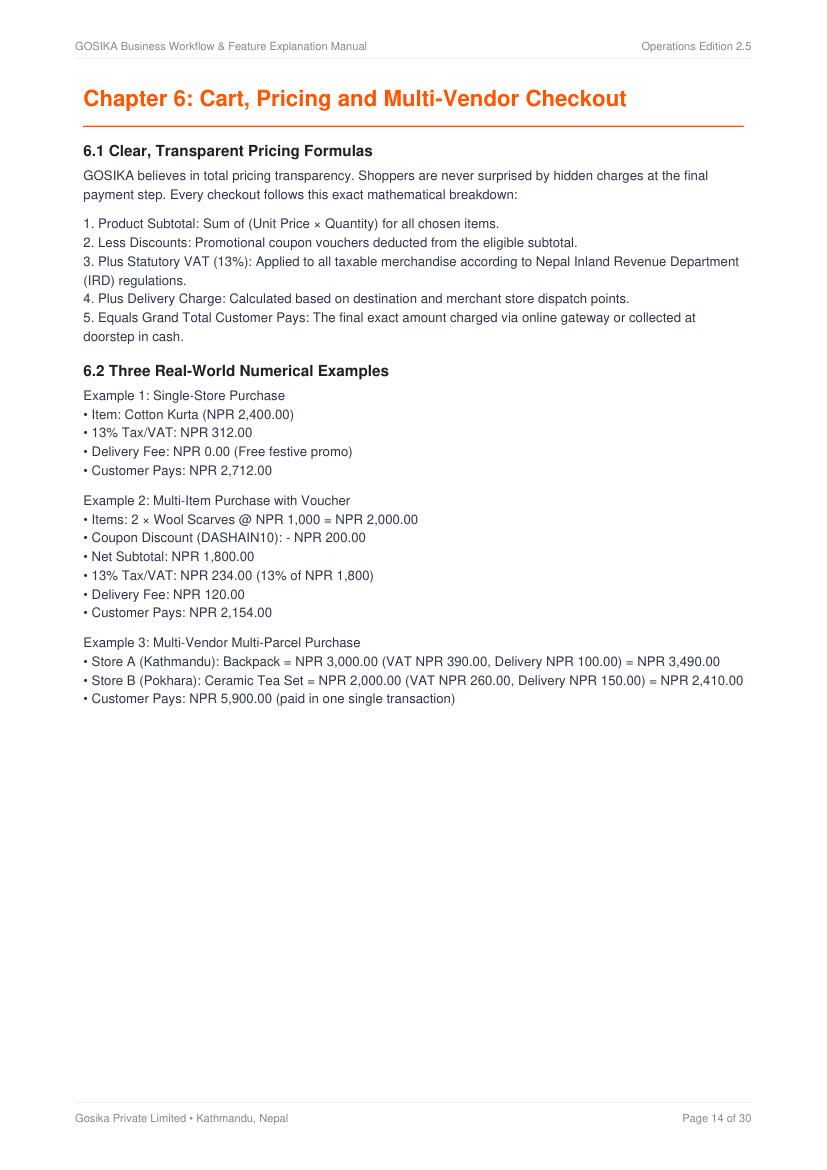 GOSIKA Business Workflow & Feature Explanation Manual
Operations Edition 2.5
Chapter 6: Cart, Pricing and Multi-Vendor Checkout
6.1 Clear, Transparent Pricing Formulas
GOSIKA believes in total pricing transparency. Shoppers are never surprised by hidden charges at the final
payment step. Every checkout follows this exact mathematical breakdown:
1. Product Subtotal: Sum of (Unit Price × Quantity) for all chosen items.
2. Less Discounts: Promotional coupon vouchers deducted from the eligible subtotal.
3. Plus Statutory VAT (13%): Applied to all taxable merchandise according to Nepal Inland Revenue Department
(IRD) regulations.
4. Plus Delivery Charge: Calculated based on destination and merchant store dispatch points.
5. Equals Grand Total Customer Pays: The final exact amount charged via online gateway or collected at
doorstep in cash.
6.2 Three Real-World Numerical Examples
Example 1: Single-Store Purchase
• Item: Cotton Kurta (NPR 2,400.00)
• 13% Tax/VAT: NPR 312.00
• Delivery Fee: NPR 0.00 (Free festive promo)
• Customer Pays: NPR 2,712.00
Example 2: Multi-Item Purchase with Voucher
• Items: 2 × Wool Scarves @ NPR 1,000 = NPR 2,000.00
• Coupon Discount (DASHAIN10): - NPR 200.00
• Net Subtotal: NPR 1,800.00
• 13% Tax/VAT: NPR 234.00 (13% of NPR 1,800)
• Delivery Fee: NPR 120.00
• Customer Pays: NPR 2,154.00
Example 3: Multi-Vendor Multi-Parcel Purchase
• Store A (Kathmandu): Backpack = NPR 3,000.00 (VAT NPR 390.00, Delivery NPR 100.00) = NPR 3,490.00
• Store B (Pokhara): Ceramic Tea Set = NPR 2,000.00 (VAT NPR 260.00, Delivery NPR 150.00) = NPR 2,410.00
• Customer Pays: NPR 5,900.00 (paid in one single transaction)
Gosika Private Limited • Kathmandu, Nepal
Page 14 of 30